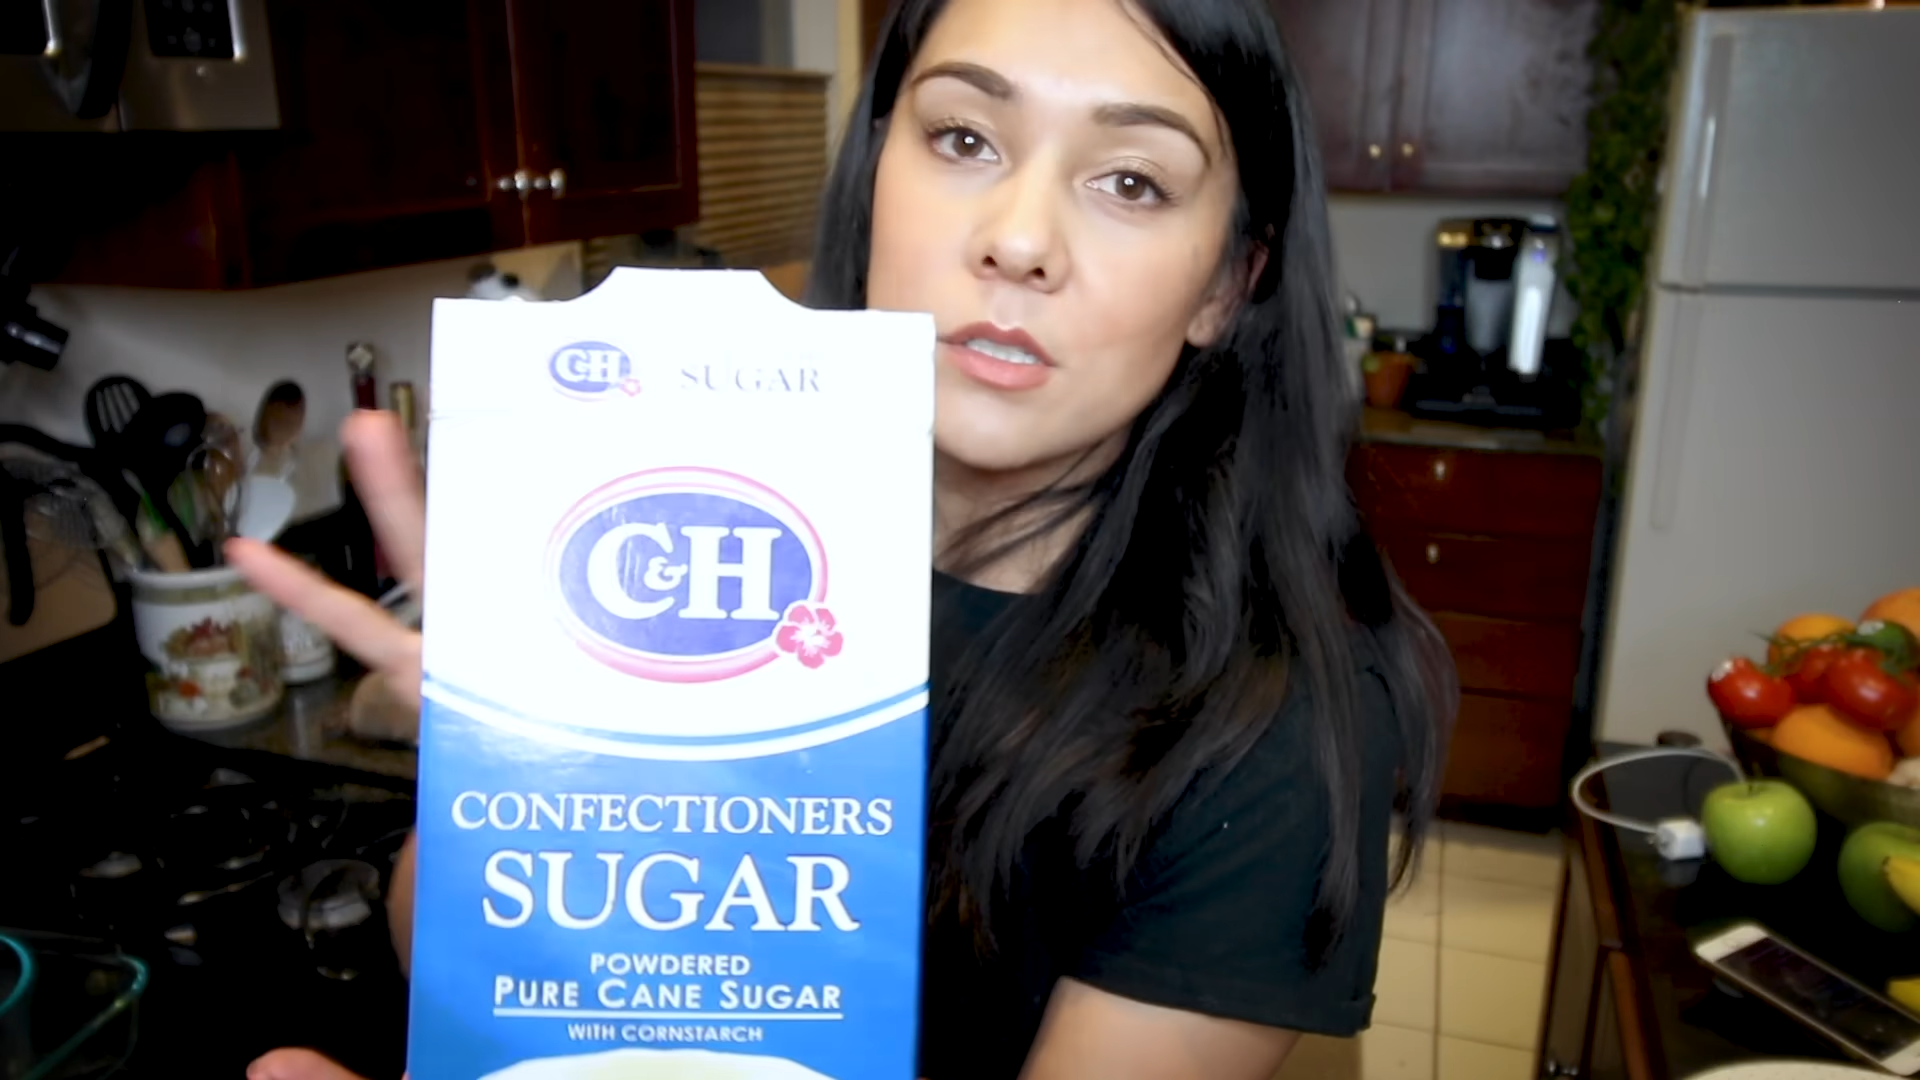 C&H SUGAR
C&H
CONFECTIONERS
SUGAR
POWDERED
PURE CANE SUGAR
WITH CORNSTARCH